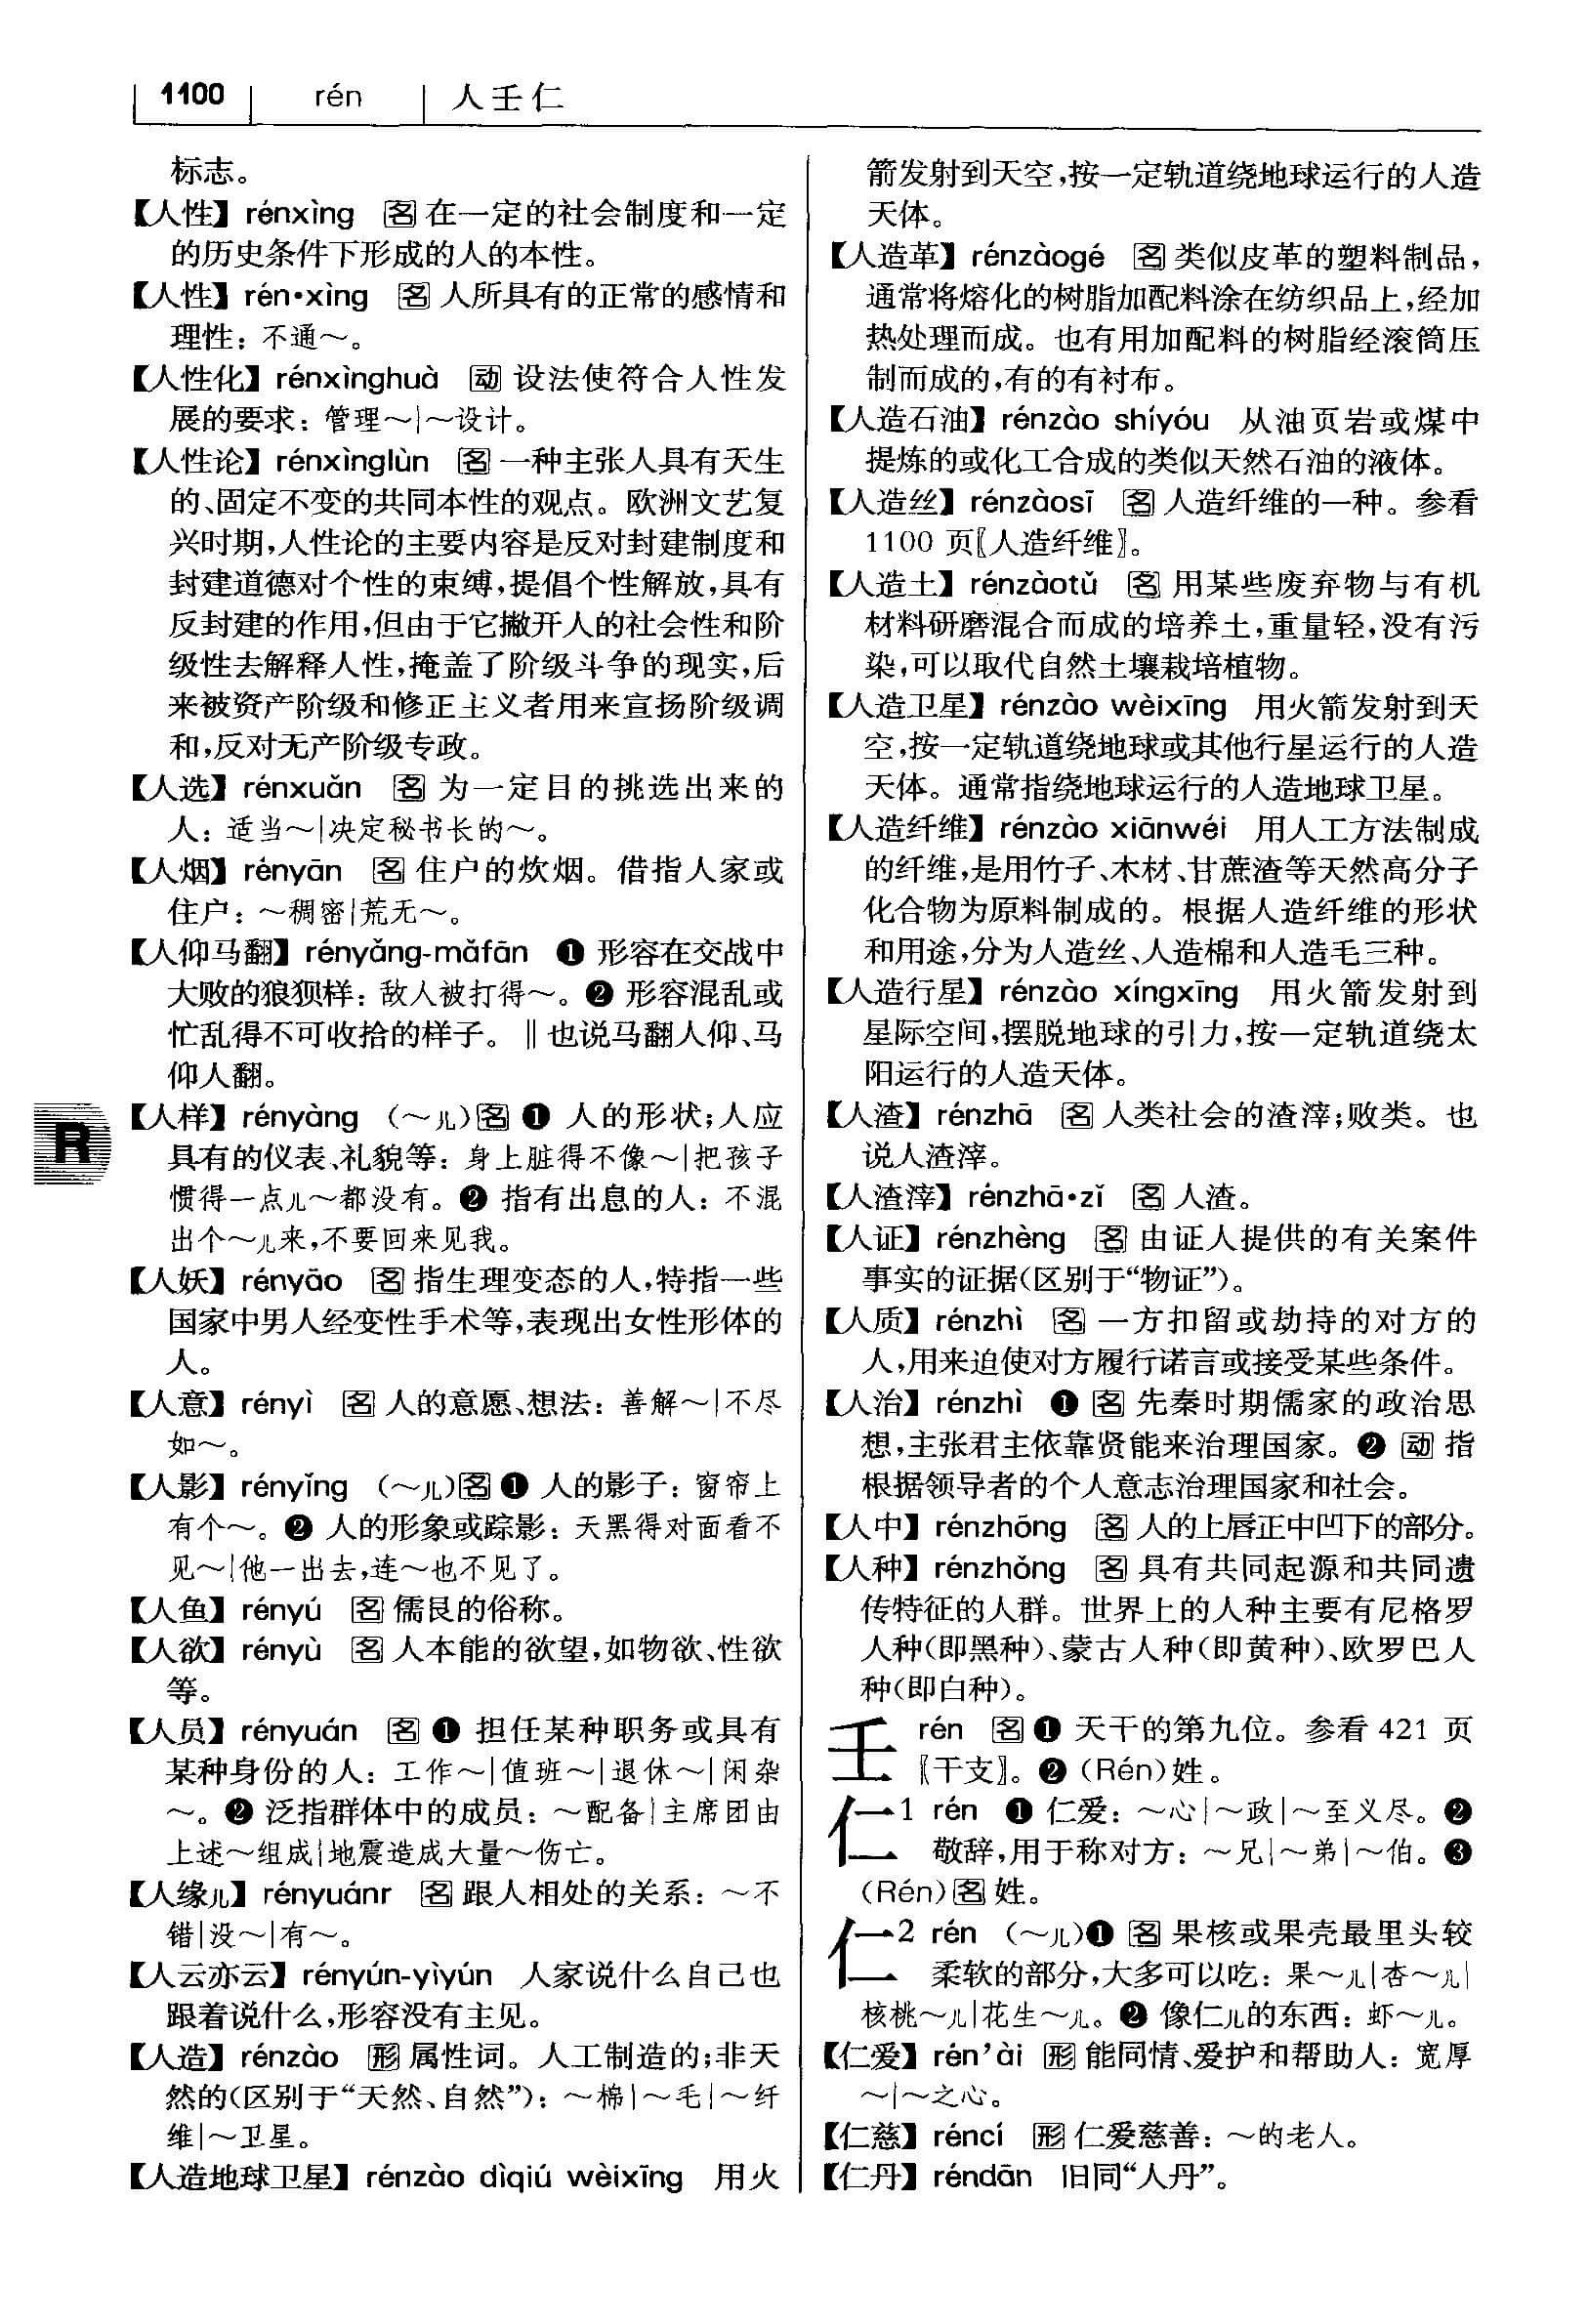 1100 rén 人壬仁
标志。
【人性】rénxìng 名 在一定的社会制度和一定
的历史条件下形成的人的本性。
【人性】rén•xìng 名 人所具有的正常的感情和
理性：不通～。
【人性化】rénxìnghuà 动 设法使符合人性发
展的要求：管理～|～设计。
【人性论】rénxìnglùn 名 一种主张人具有天生
的、固定不变的共同本性的观点。欧洲文艺复
兴时期，人性论的主要内容是反对封建制度和
封建道德对个性的束缚，提倡个性解放，具有
反封建的作用，但由于它撇开人的社会性和阶
级性去解释人性，掩盖了阶级斗争的现实，后
来被资产阶级和修正主义者用来宣扬阶级调
和，反对无产阶级专政。
【人选】rénxuǎn 名 为一定目的挑选出来的
人：适当～|决定秘书长的～。
【人烟】rényān 名 住户的炊烟。借指人家或
住户：～稠密|荒无～。
【人仰马翻】rényǎng-mǎfān ❶ 形容在交战中
大败的狼狈样：敌人被打得～。❷ 形容混乱或
忙乱得不可收拾的样子。‖也说马翻人仰、马
仰人翻。
【人样】rényàng （～儿）名 ❶ 人的形状；人应
具有的仪表、礼貌等：身上脏得不像～|把孩子
惯得一点儿～都没有。❷ 指有出息的人：不混
出个～儿来，不要回来见我。
【人妖】rényāo 名 指生理变态的人，特指一些
国家中男人经变性手术等，表现出女性形体的
人。
【人意】rényì 名 人的意愿、想法：善解～|不尽
如～。
【人影】rényǐng （～儿）名 ❶ 人的影子：窗帘上
有个～。❷ 人的形象或踪影：天黑得对面看不
见～|他一出去，连～也不见了。
【人鱼】rényú 名 儒艮的俗称。
【人欲】rényù 名 人本能的欲望，如物欲、性欲
等。
【人员】rényuán 名 ❶ 担任某种职务或具有
某种身份的人：工作～|值班～|退休～|闲杂
～。❷ 泛指群体中的成员：～配备|主席团由
上述～组成|地震造成大量～伤亡。
【人缘儿】rényuánr 名 跟人相处的关系：～不
错|没～|有～。
【人云亦云】rényún-yìyún 人家说什么自己也
跟着说什么，形容没有主见。
【人造】rénzào 形 属性词。人工制造的；非天
然的（区别于“天然、自然”）：～棉|～毛|～纤
维|～卫星。
【人造地球卫星】rénzào dìqiú wèixīng 用火
箭发射到天空，按一定轨道绕地球运行的人造
天体。
【人造革】rénzàogé 名 类似皮革的塑料制品，
通常将熔化的树脂加配料涂在纺织品上，经加
热处理而成。也有用加配料的树脂经滚筒压
制而成的，有的有衬布。
【人造石油】rénzào shíyóu 从油页岩或煤中
提炼的或化工合成的类似天然石油的液体。
【人造丝】rénzàosī 名 人造纤维的一种。参看
1100 页〖人造纤维〗。
【人造土】rénzàotǔ 名 用某些废弃物与有机
材料研磨混合而成的培养土，重量轻，没有污
染，可以取代自然土壤栽培植物。
【人造卫星】rénzào wèixīng 用火箭发射到天
空，按一定轨道绕地球或其他行星运行的人造
天体。通常指绕地球运行的人造地球卫星。
【人造纤维】rénzào xiānwéi 用人工方法制成
的纤维，是用竹子、木材、甘蔗渣等天然高分子
化合物为原料制成的。根据人造纤维的形状
和用途，分为人造丝、人造棉和人造毛三种。
【人造行星】rénzào xíngxīng 用火箭发射到
星际空间，摆脱地球的引力，按一定轨道绕太
阳运行的人造天体。
【人渣】rénzhā 名 人类社会的渣滓；败类。也
说人渣滓。
【人渣滓】rénzhā•zǐ 名 人渣。
【人证】rénzhèng 名 由证人提供的有关案件
事实的证据（区别于“物证”）。
【人质】rénzhì 名 一方扣留或劫持的对方的
人，用来迫使对方履行诺言或接受某些条件。
【人治】rénzhì ❶ 名 先秦时期儒家的政治思
想，主张君主依靠贤能来治理国家。❷ 动 指
根据领导者的个人意志治理国家和社会。
【人中】rénzhōng 名 人的上唇正中凹下的部分。
【人种】rénzhǒng 名 具有共同起源和共同遗
传特征的人群。世界上的人种主要有尼格罗
人种（即黑种）、蒙古人种（即黄种）、欧罗巴人
种（即白种）。
壬 rén 名 ❶ 天干的第九位。参看 421 页
〖干支〗。❷（Rén）姓。
仁1 rén ❶ 仁爱：～心|～政|～至义尽。❷
敬辞，用于称对方：～兄|～弟|～伯。❸
（Rén）名 姓。
仁2 rén （～儿）❶ 名 果核或果壳最里头较
柔软的部分，大多可以吃：果～儿|杏～儿|
核桃～儿|花生～儿。❷ 像仁儿的东西：虾～儿。
【仁爱】rén’ài 形 能同情、爱护和帮助人：宽厚
～|～之心。
【仁慈】réncí 形 仁爱慈善：～的老人。
【仁丹】réndān 旧同“人丹”。
R